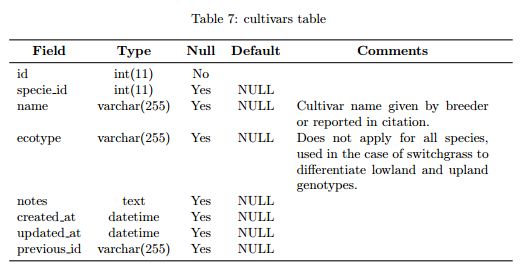 Table 7: cultivars table
Field Type Null Default Comments
id int(11) No
specie_id int(11) Yes NULL
name varchar(255) Yes NULL Cultivar name given by breeder
or reported in citation.
ecotype varchar(255) Yes NULL Does not apply for all species,
used in the case of switchgrass to
differentiate lowland and upland
genotypes.
notes text Yes NULL
created_at datetime Yes NULL
updated_at datetime Yes NULL
previous_id varchar(255) Yes NULL